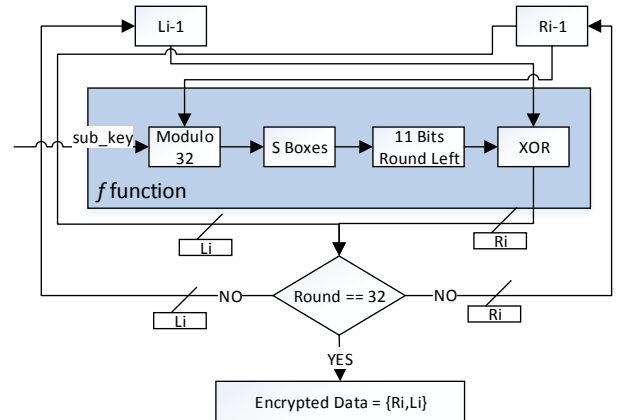 Li-1
Ri-1
sub_key
Modulo
32
S Boxes
11 Bits
Round Left
XOR
f function
Li
Ri
Round == 32
NO
NO
Li
Ri
YES
Encrypted Data = {Ri,Li}